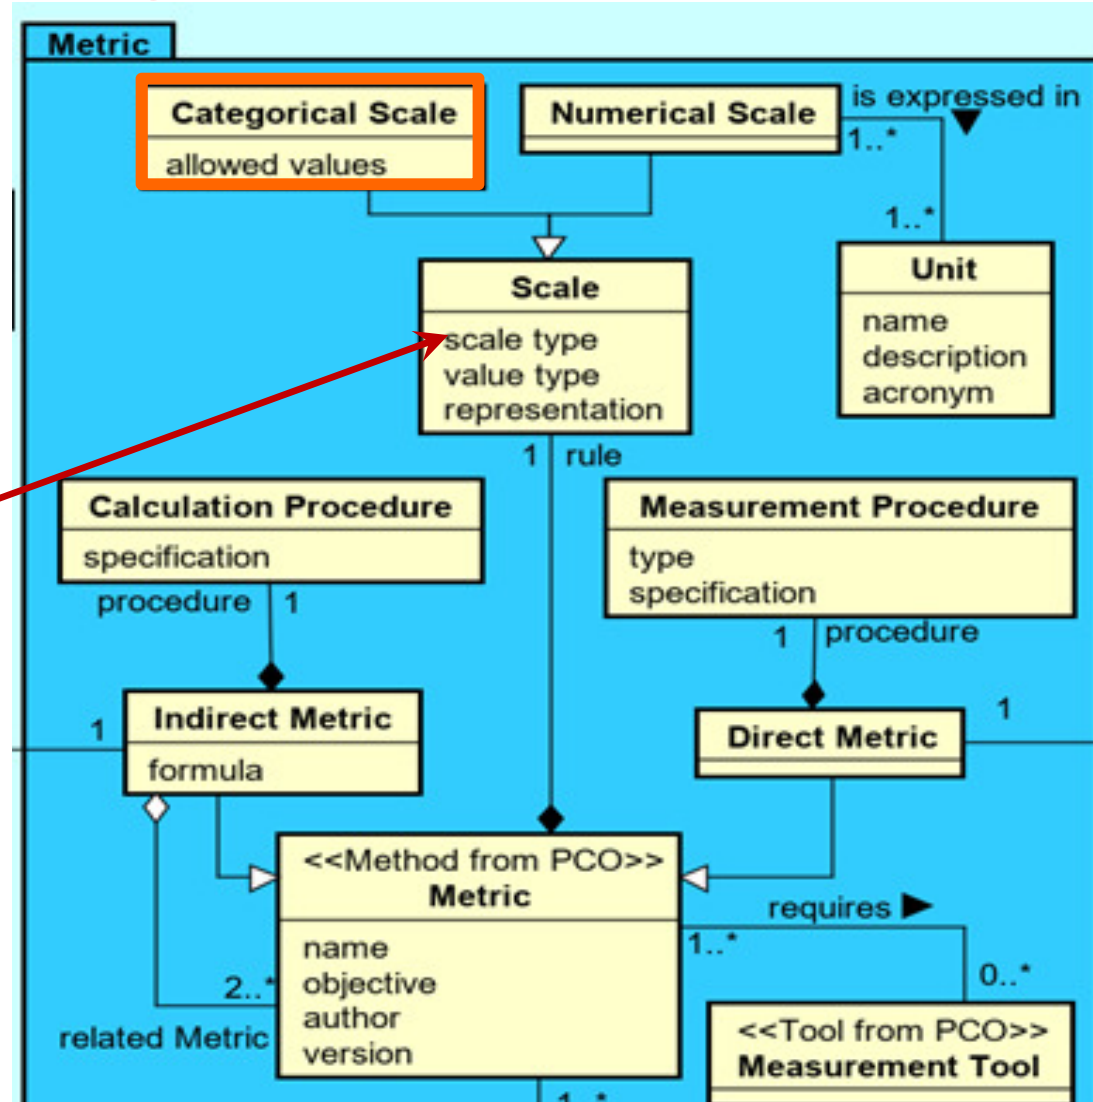 Metric
Categorical Scale
allowed values
Numerical Scale
is expressed in
1..*
1..*
Unit
name
description
acronym
Scale
scale type
value type
representation
1
rule
Calculation Procedure
specification
procedure
1
Measurement Procedure
type
specification
1
procedure
Indirect Metric
formula
1
Direct Metric
1
<<Method from PCO>>
Metric
name
objective
author
version
requires
1..*
0..*
2..*
related Metric
<<Tool from PCO>>
Measurement Tool
1..*